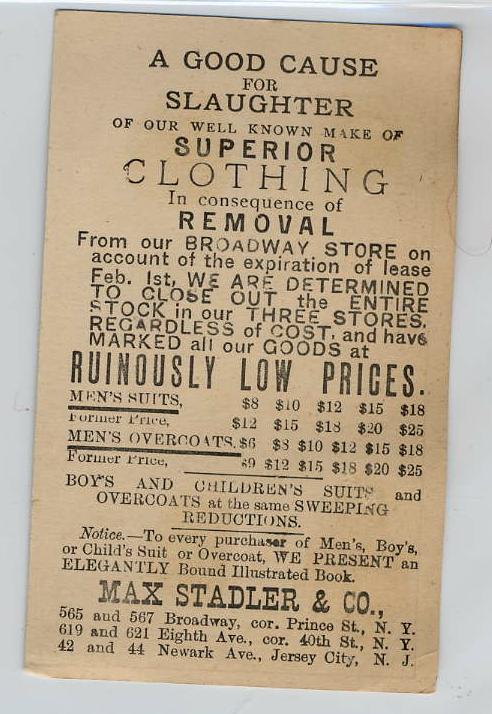 A GOOD CAUSE
FOR
SLAUGHTER
OF OUR WELL KNOWN MAKE OF
SUPERIOR
CLOTHING
In consequence of
REMOVAL
From our BROADWAY STORE on
account of the expiration of lease
Feb. 1st, WE ARE DETERMINED
TO CLOSE OUT the ENTIRE
STOCK in our THREE STORES,
REGARDLESS of COST, and have
MARKED all our GOODS at
RUINOUSLY LOW PRICES.
MEN'S SUITS, $8 $10 $12 $15 $18
Former Price, $12 $15 $18 $20 $25
MEN'S OVERCOATS. $6 $8 $10 $12 $15 $18
Former Price, $9 $12 $15 $18 $20 $25
BOY'S AND CHILDREN'S SUITS and
OVERCOATS at the same SWEEPING
REDUCTIONS.
Notice.—To every purchaser of Men's, Boy's,
or Child's Suit or Overcoat, WE PRESENT an
ELEGANTLY Bound Illustrated Book.
MAX STADLER & CO.,
565 and 567 Broadway, cor. Prince St., N. Y.
619 and 621 Eighth Ave., cor. 40th St., N. Y.
42 and 44 Newark Ave., Jersey City, N. J.